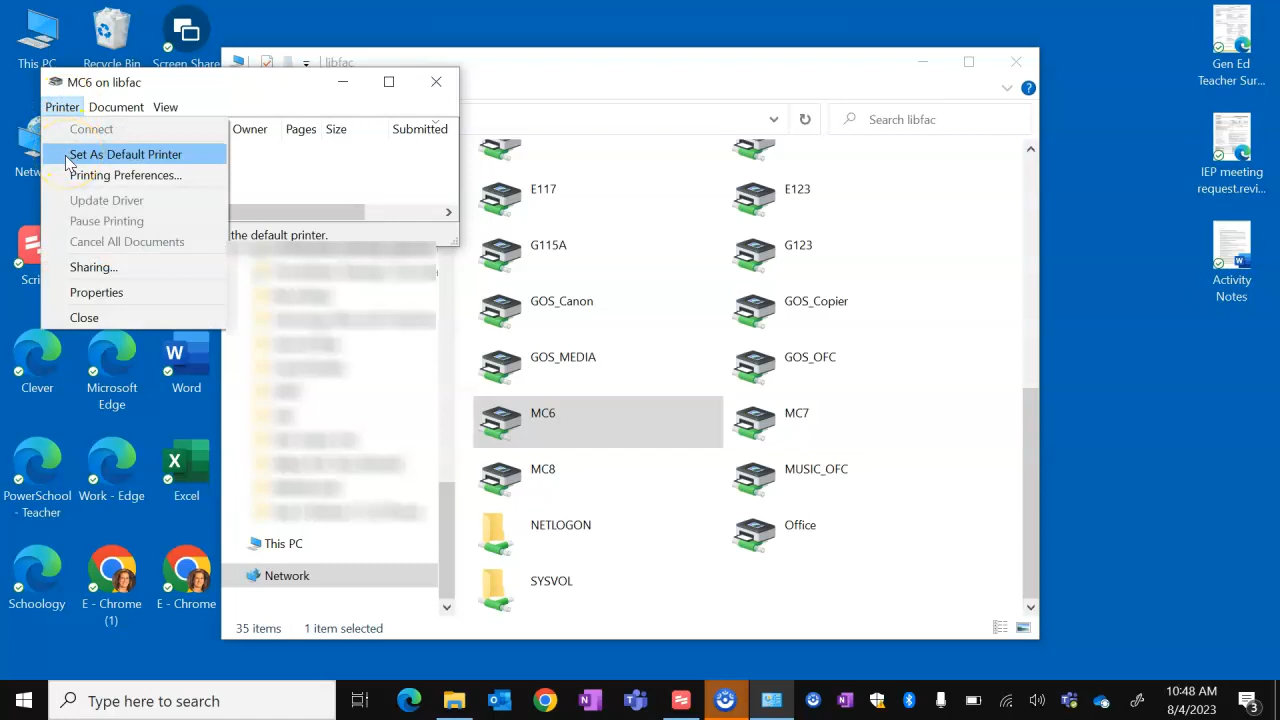 This PC
Recycle Bin
Screen Share
libfac
Gen Ed
Teacher Sur...
MC6 on libfac
Printer
Document
View
Search libfac
Connect
Owner
Pages
Size
Submitted
Set As Default Printer
Netw
Printing Preferences...
IEP meeting
request.revi...
E117
E123
Update Driver
Pause Printing
the default printer.
Cancel All Documents
G115A
G123
Sharing...
Scri
Properties
Activity
Notes
GOS_Canon
GOS_Copier
Close
GOS_MEDIA
GOS_OFC
Clever
Microsoft
Edge
Word
MC6
MC7
MC8
MUSIC_OFC
PowerSchool
- Teacher
Work - Edge
Excel
NETLOGON
Office
This PC
Network
SYSVOL
Schoology
E - Chrome
(1)
E - Chrome
35 items
1 item selected
Type here to search
10:48 AM
8/4/2023
3